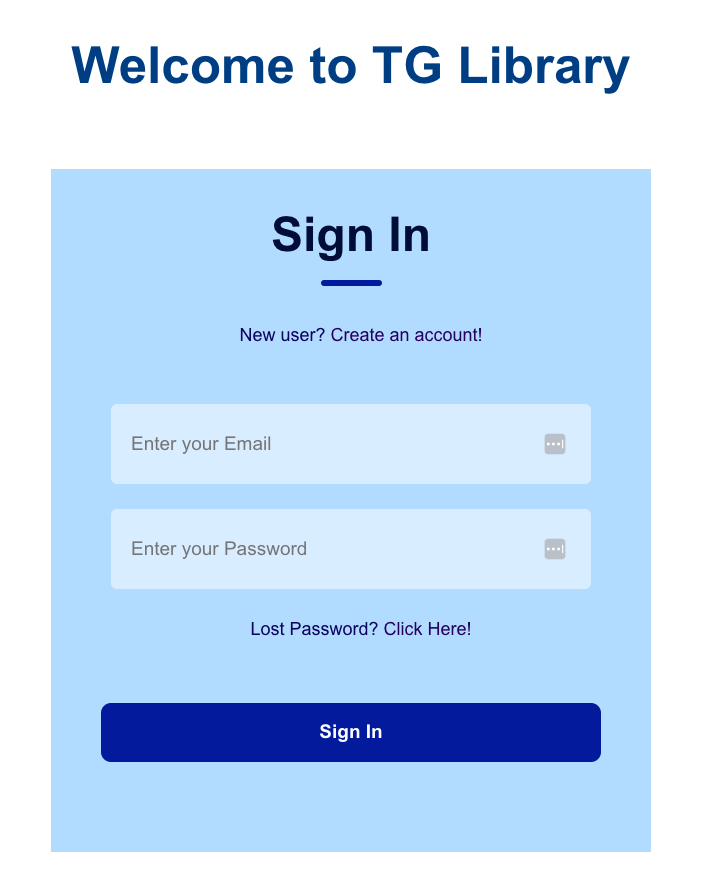 Welcome to TG Library
Sign In
New user? Create an account!
Enter your Email
Enter your Password
Lost Password? Click Here!
Sign In